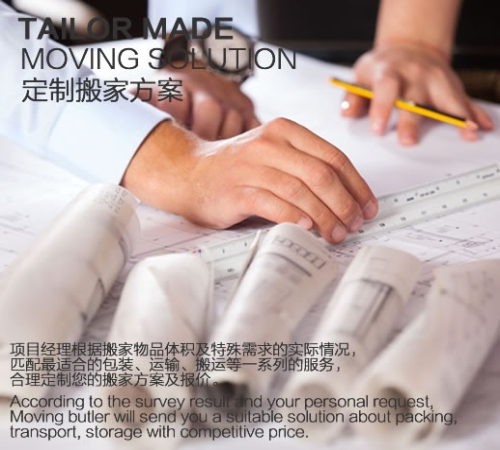 TAILOR MADE
MOVING SOLUTION
定制搬家方案
项目经理根据搬家物品体积及特殊需求的实际情况，
匹配最适合的包装、运输、搬运等一系列的服务，
合理定制您的搬家方案及报价。
According to the survey result and your personal request,
Moving butler will send you a suitable solution about packing,
transport, storage with competitive price.